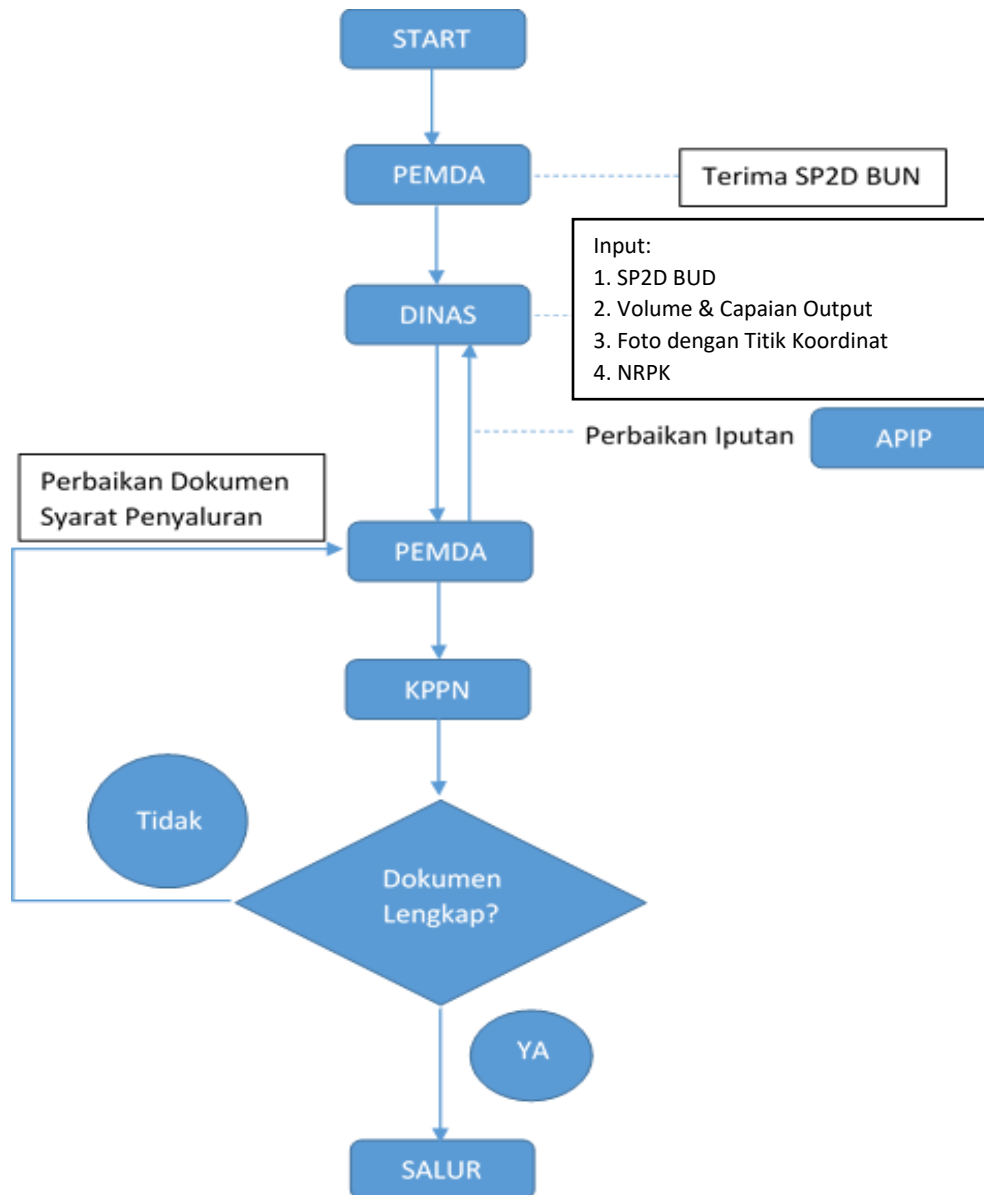 START
PEMDA
Terima SP2D BUN
DINAS
Input:
1. SP2D BUD
2. Volume & Capaian Output
3. Foto dengan Titik Koordinat
4. NRPK
Perbaikan Iputan
APIP
Perbaikan Dokumen
Syarat Penyaluran
PEMDA
KPPN
Tidak
Dokumen
Lengkap?
YA
SALUR